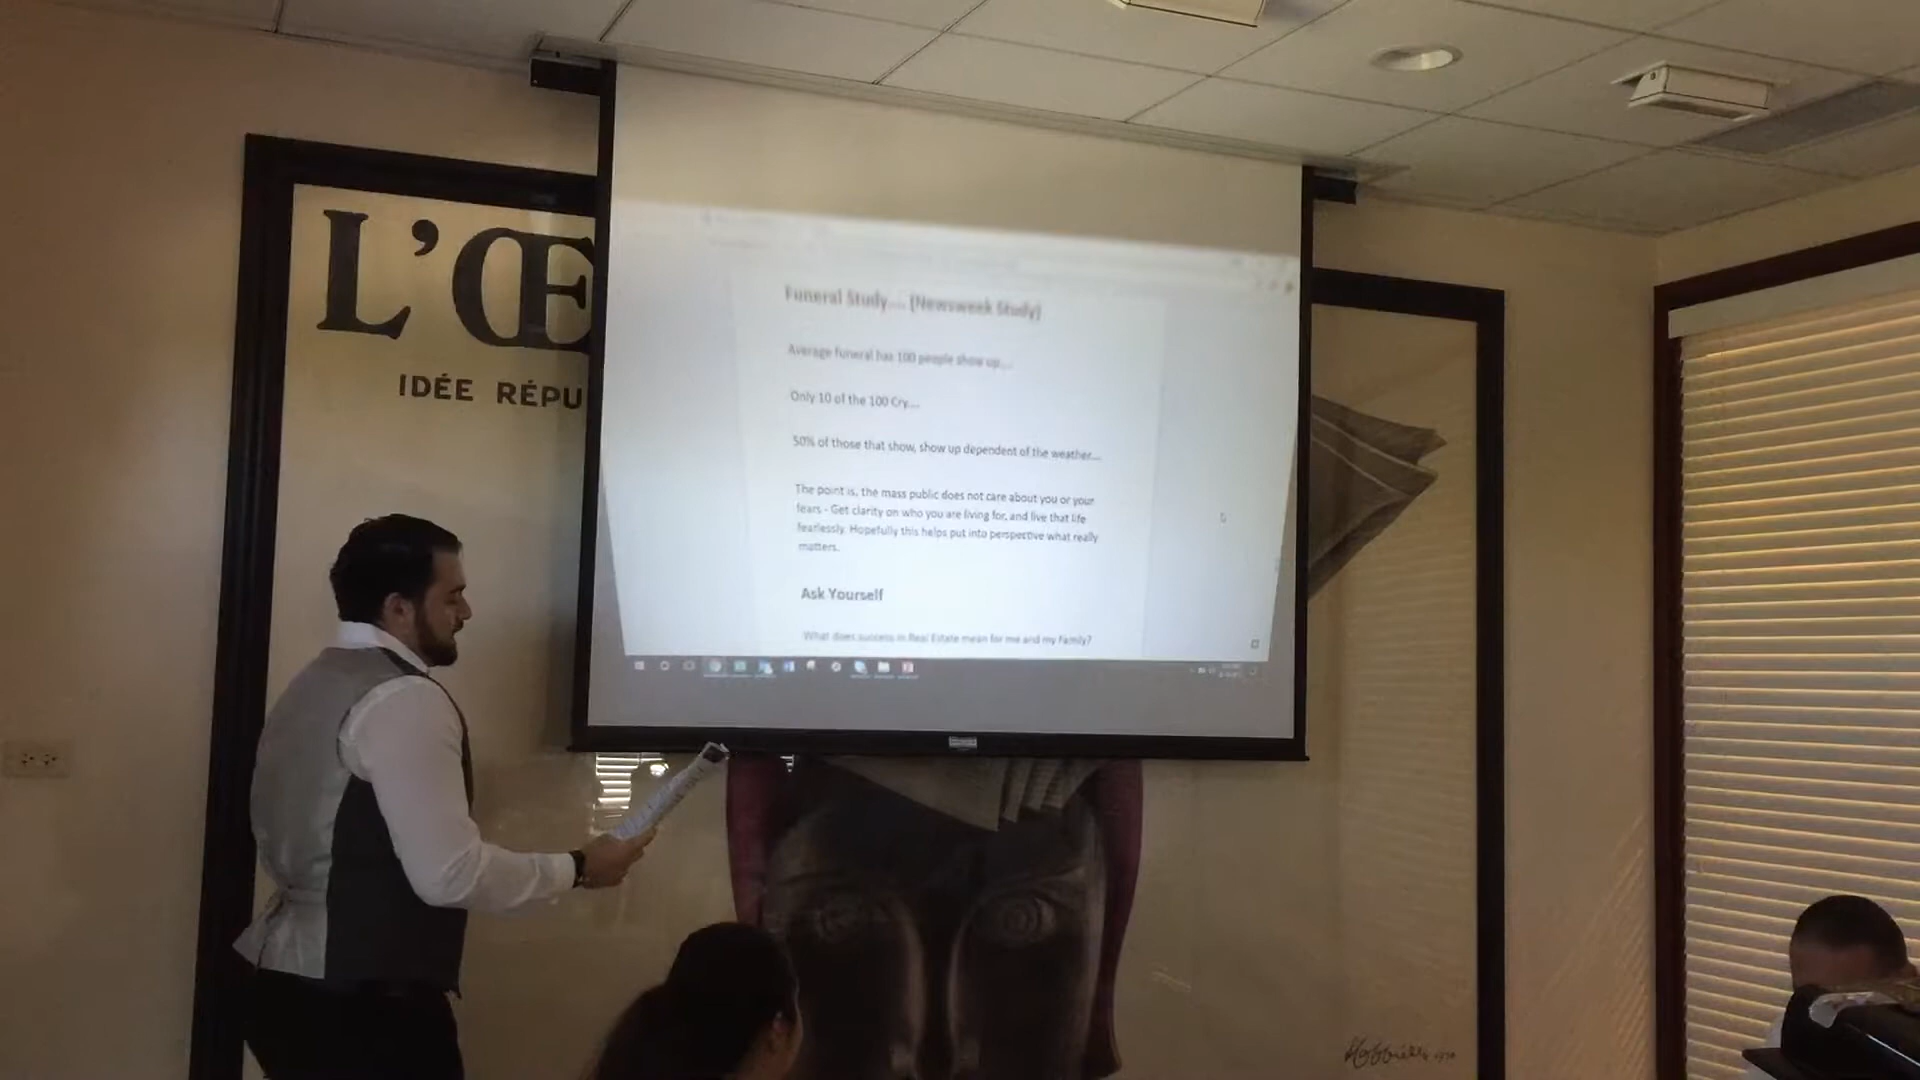 L'Œ
IDÉE RÉPU
Funeral Study.... (Newsweek Study)
Average funeral has 100 people show up....
Only 10 of the 100 Cry....
50% of those that show, show up dependent of the weather....
The point is, the mass public does not care about you or your
fears - Get clarity on who you are living for, and live that life
fearlessly. Hopefully this helps put into perspective what really
matters.
Ask Yourself
What does success in Real Estate mean for me and my Family?